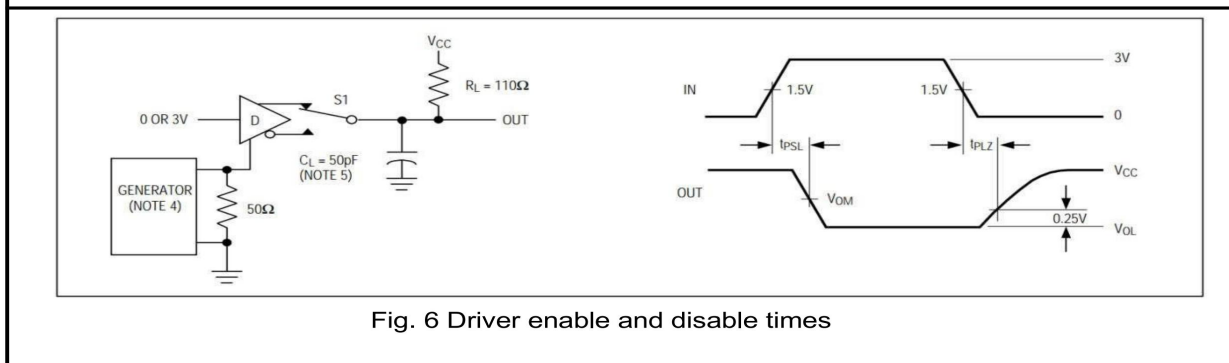 VCC
RL = 110Ω
S1
0 OR 3V
D
OUT
CL = 50pF
(NOTE 5)
GENERATOR
(NOTE 4)
50Ω
3V
IN
1.5V
1.5V
0
tPSL
tPLZ
VCC
OUT
VOM
0.25V
VOL
Fig. 6 Driver enable and disable times